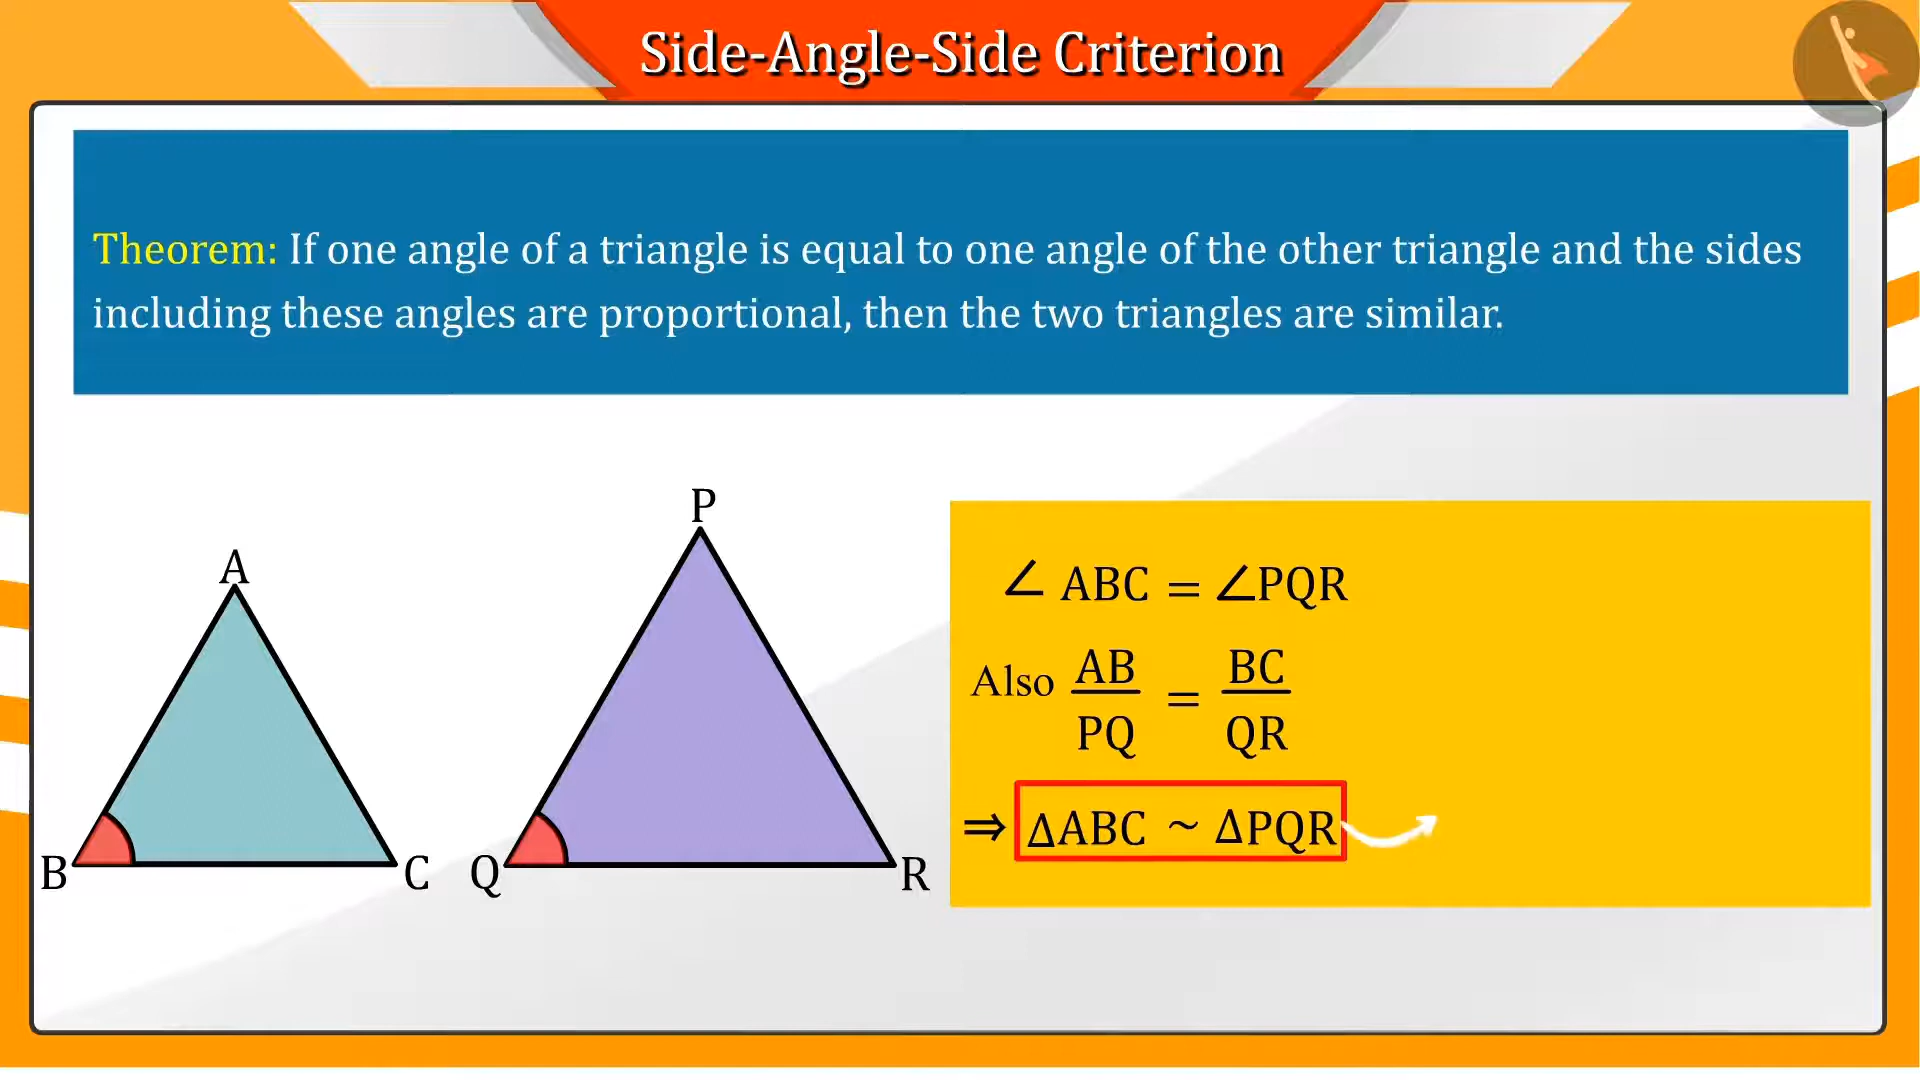 Side-Angle-Side Criterion
Theorem: If one angle of a triangle is equal to one angle of the other triangle and the sides
including these angles are proportional, then the two triangles are similar.
A
B
C
P
Q
R
∠ ABC = ∠PQR
Also AB/PQ = BC/QR
⇒ ΔABC ~ ΔPQR